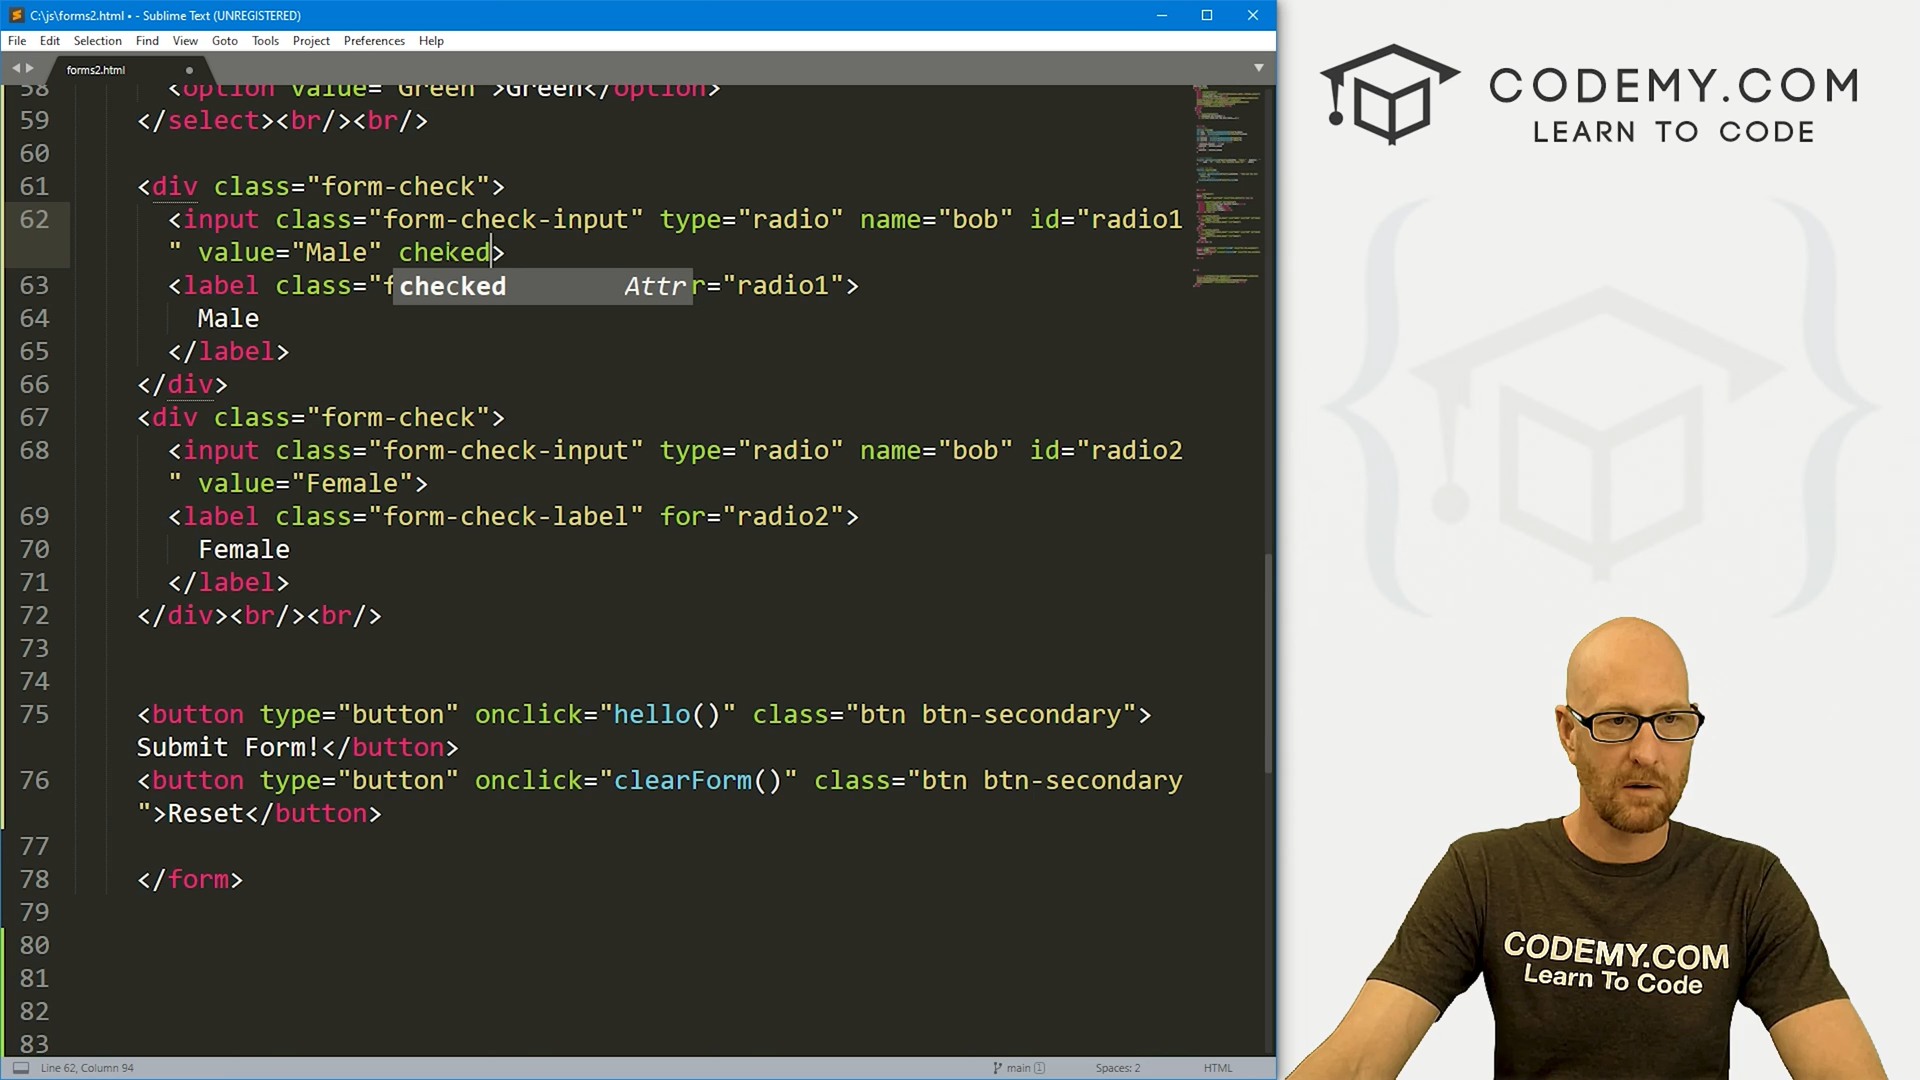 C:\js\forms2.html • - Sublime Text (UNREGISTERED)
File Edit Selection Find View Goto Tools Project Preferences Help
forms2.html
58 <option value="Green">Green</option>
59 </select><br/><br/>
60
61 <div class="form-check">
62 <input class="form-check-input" type="radio" name="bob" id="radio1
" value="Male" cheked>
checked Attr
63 <label class="f r="radio1">
64 Male
65 </label>
66 </div>
67 <div class="form-check">
68 <input class="form-check-input" type="radio" name="bob" id="radio2
" value="Female">
69 <label class="form-check-label" for="radio2">
70 Female
71 </label>
72 </div><br/><br/>
73
74
75 <button type="button" onclick="hello()" class="btn btn-secondary">
Submit Form!</button>
76 <button type="button" onclick="clearForm()" class="btn btn-secondary
">Reset</button>
77
78 </form>
79
80
81
82
83
Line 62, Column 94 main 1 Spaces: 2 HTML
CODEMY.COM
LEARN TO CODE
CODEMY.COM
Learn To Code